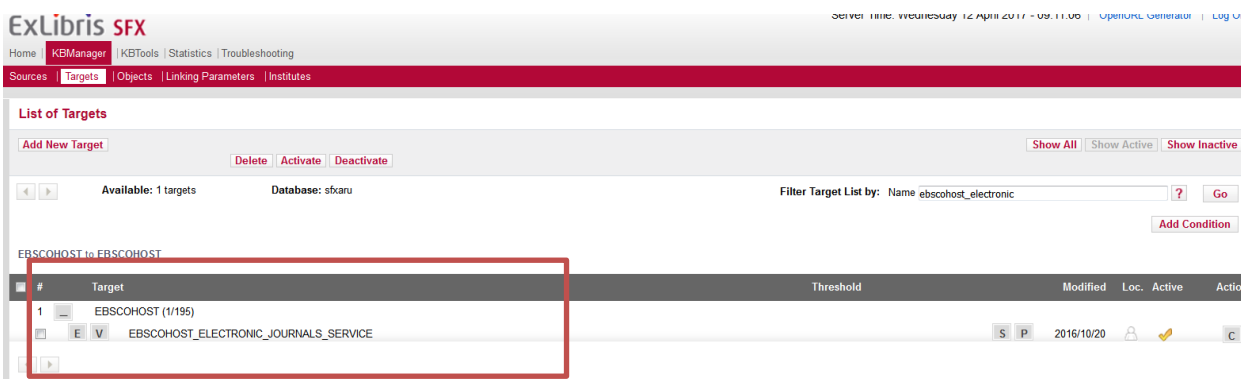 Server Time: Wednesday 12 April 2017 - 09:11:06 | OpenURL Generator | Log
ExLibris SFX
Home | KBManager | KBTools | Statistics | Troubleshooting
Sources | Targets | Objects | Linking Parameters | Institutes
List of Targets
Add New Target
Delete Activate Deactivate
Show All Show Active Show Inactive
Available: 1 targets Database: sfxaru Filter Target List by: Name ebscohost_electronic ? Go
Add Condition
EBSCOHOST to EBSCOHOST
# Target Threshold Modified Loc. Active Actio
1 _ EBSCOHOST (1/195)
E V EBSCOHOST_ELECTRONIC_JOURNALS_SERVICE S P 2016/10/20 C